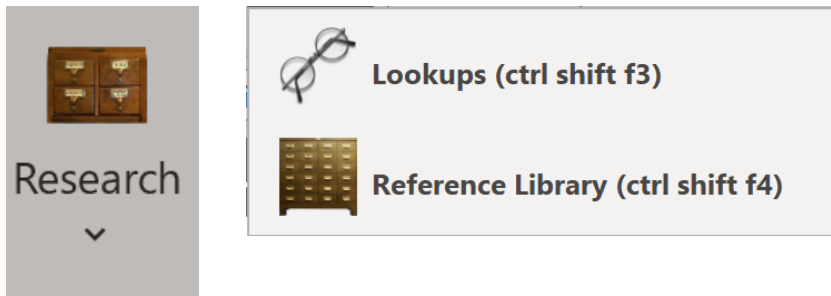 Research
Lookups (ctrl shift f3)
Reference Library (ctrl shift f4)